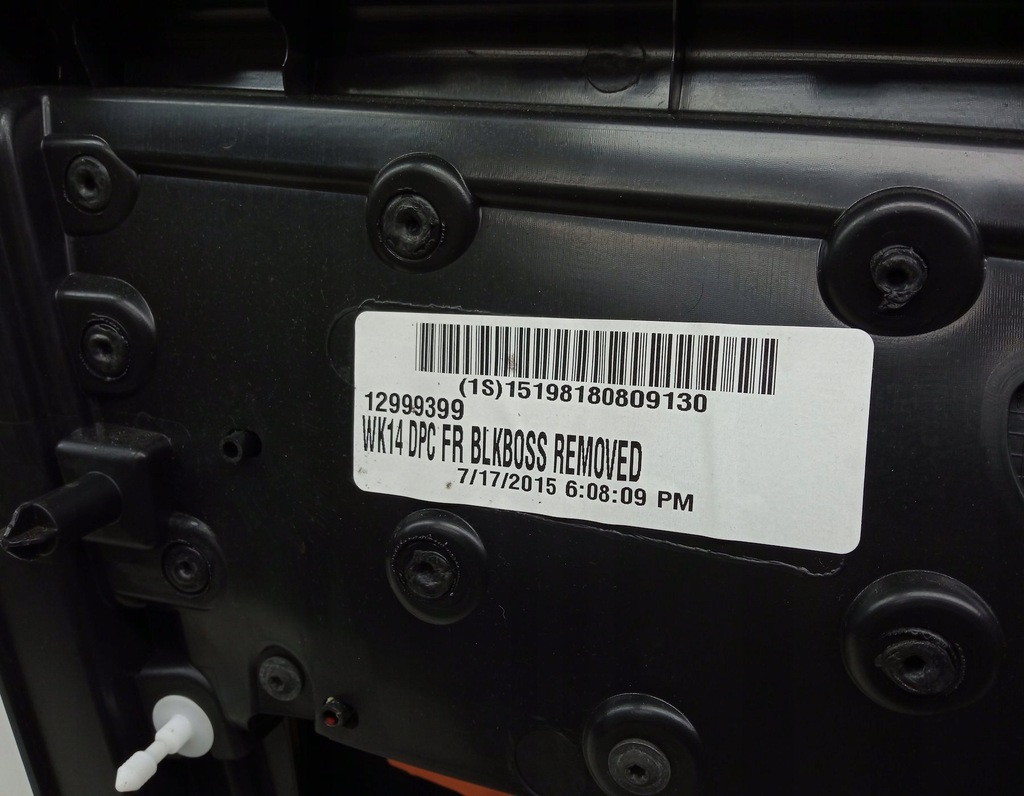 (1S)15198180809130
12999399
WK14 DPC FR BLKBOSS REMOVED
7/17/2015 6:08:09 PM